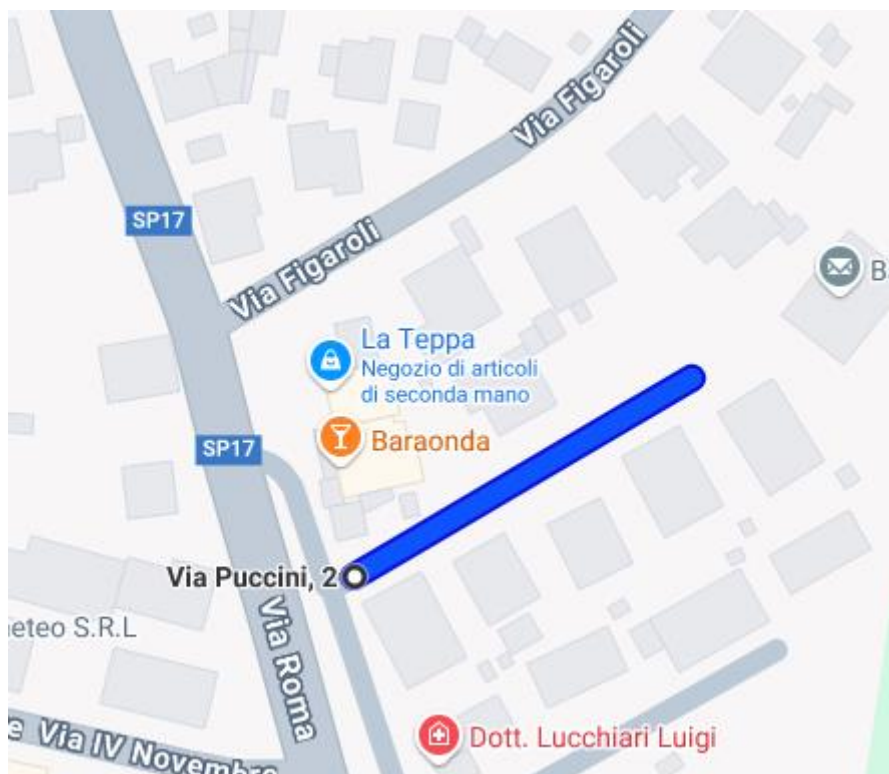 Via Figaroli
SP17
Via Figaroli
La Teppa
Negozio di articoli
di seconda mano
SP17
Baraonda
Via Puccini, 2
eteo S.R.L
Via Roma
e Via IV Novembre
Dott. Lucchiari Luigi